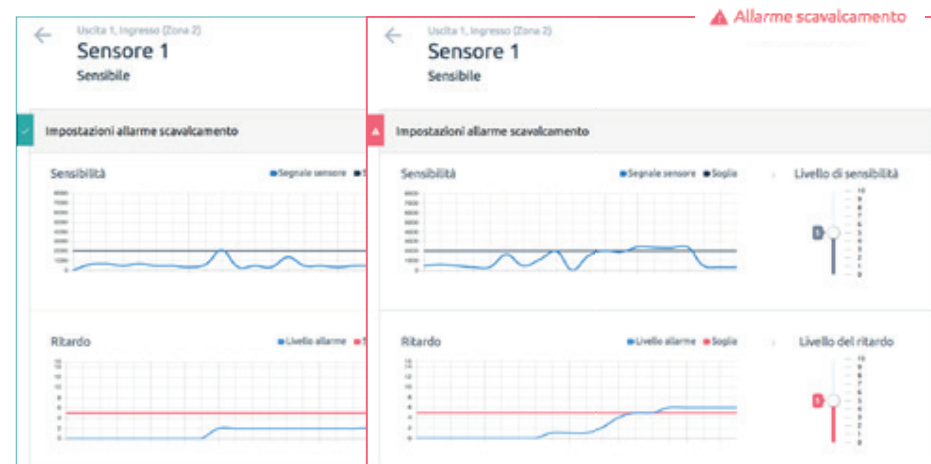 Allarme scavalcamento
Uscita 1, Ingresso (Zona 2)
Sensore 1
Sensibile
Impostazioni allarme scavalcamento
Sensibilità
Segnale sensore
Ritardo
Livello allarme
Uscita 1, Ingresso (Zona 2)
Sensore 1
Sensibile
Impostazioni allarme scavalcamento
Sensibilità
Segnale sensore Soglia
Livello di sensibilità
5
Ritardo
Livello allarme Soglia
Livello del ritardo
5